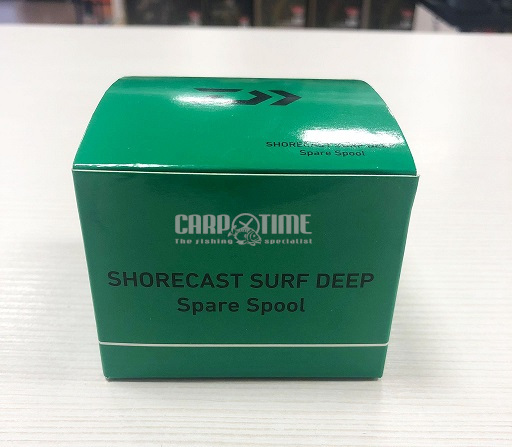 SHORECAST SURF DEEP
Spare Spool
CARP TIME
The fishing specialist
SHORECAST SURF DEEP
Spare Spool